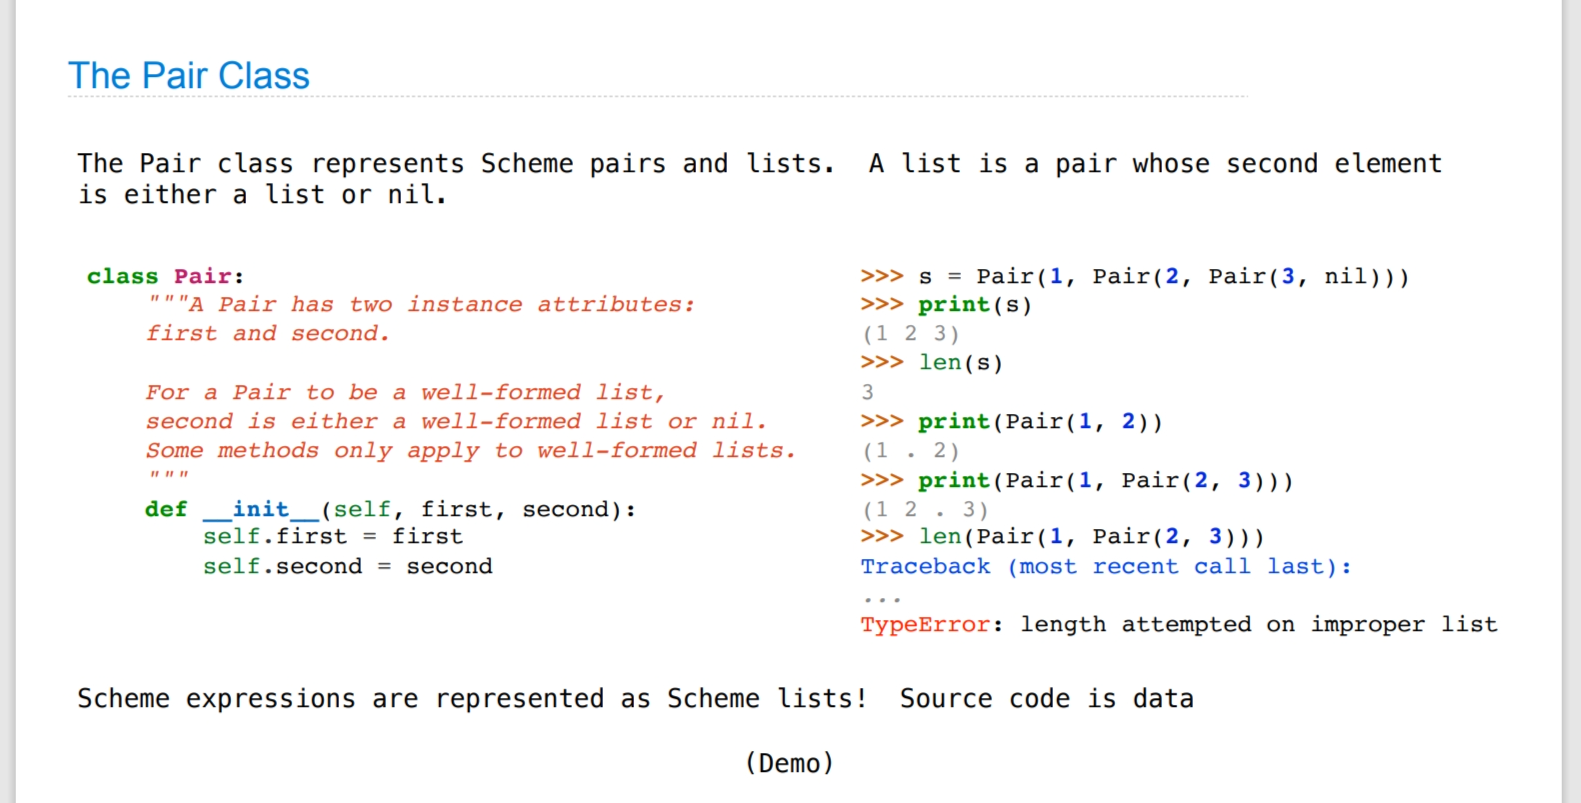 The Pair Class
The Pair class represents Scheme pairs and lists.  A list is a pair whose second element
is either a list or nil.
class Pair:
    """A Pair has two instance attributes:
    first and second.

    For a Pair to be a well-formed list,
    second is either a well-formed list or nil.
    Some methods only apply to well-formed lists.
    """
    def __init__(self, first, second):
        self.first = first
        self.second = second
>>> s = Pair(1, Pair(2, Pair(3, nil)))
>>> print(s)
(1 2 3)
>>> len(s)
3
>>> print(Pair(1, 2))
(1 . 2)
>>> print(Pair(1, Pair(2, 3)))
(1 2 . 3)
>>> len(Pair(1, Pair(2, 3)))
Traceback (most recent call last):
...
TypeError: length attempted on improper list
Scheme expressions are represented as Scheme lists!  Source code is data
(Demo)